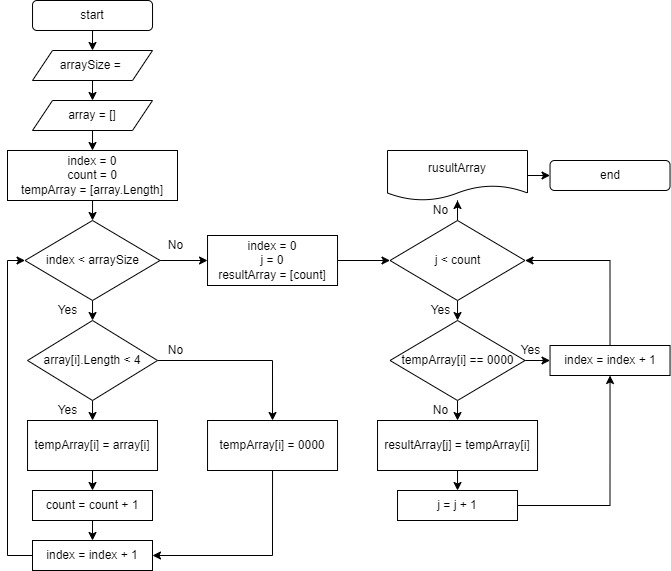 start
arraySize =
array = []
index = 0
count = 0
tempArray = [array.Length]
index < arraySize
No
Yes
array[i].Length < 4
No
Yes
tempArray[i] = array[i]
tempArray[i] = 0000
count = count + 1
index = index + 1
index = 0
j = 0
resultArray = [count]
j < count
No
rusultArray
end
Yes
tempArray[i] == 0000
Yes
index = index + 1
No
resultArray[j] = tempArray[i]
j = j + 1